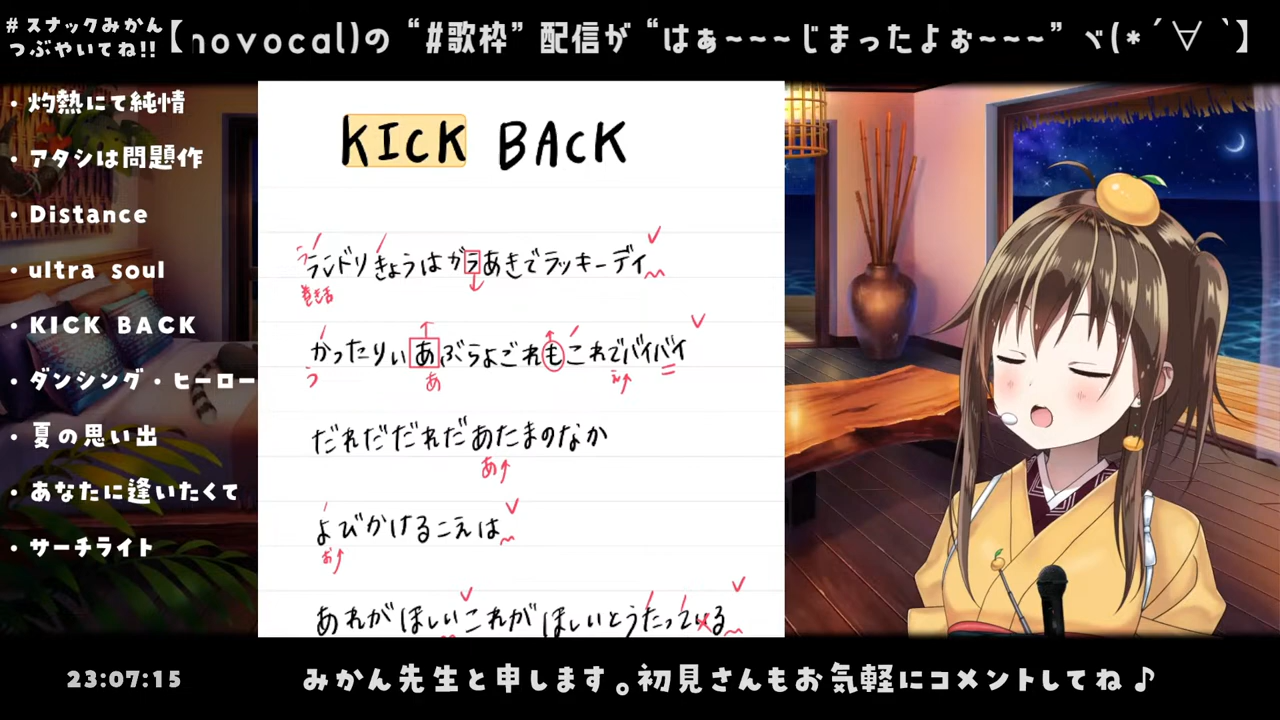 #スナックみかん
つぶやいてね!!
【novocal)の “#歌枠” 配信が “はぁ~~~じまったよぉ~~~” ヾ(*´∀`】
・灼熱にて純情
・アタシは問題作
・Distance
・ultra soul
・KICK BACK
・ダンシング・ヒーロー
・夏の思い出
・あなたに逢いたくて
・サーチライト
KICK BACK
ランドリきょうはがラあきでラッキーデイ
巻き舌
かったりぃあぶらよごれもこれでバイバイ
う あ
だれだだれだあたまのなか
あ↑
よびかけるこえは
お↑
あれがほしいこれがほしいとうたっている
23:07:15
みかん先生と申します。初見さんもお気軽にコメントしてね♪